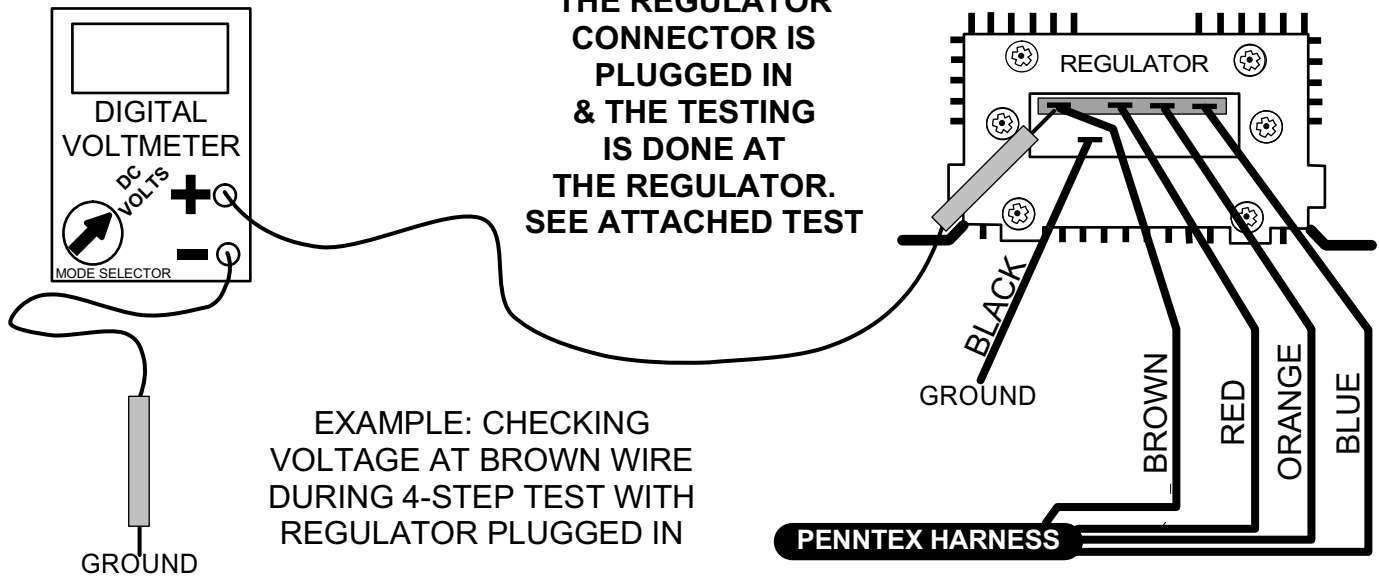 THE REGULATOR
CONNECTOR IS
PLUGGED IN
& THE TESTING
IS DONE AT
THE REGULATOR.
SEE ATTACHED TEST
DIGITAL
VOLTMETER
DC
VOLTS
+
-
MODE SELECTOR
GROUND
REGULATOR
BLACK
GROUND
BROWN
RED
ORANGE
BLUE
PENNTEX HARNESS
EXAMPLE: CHECKING
VOLTAGE AT BROWN WIRE
DURING 4-STEP TEST WITH
REGULATOR PLUGGED IN